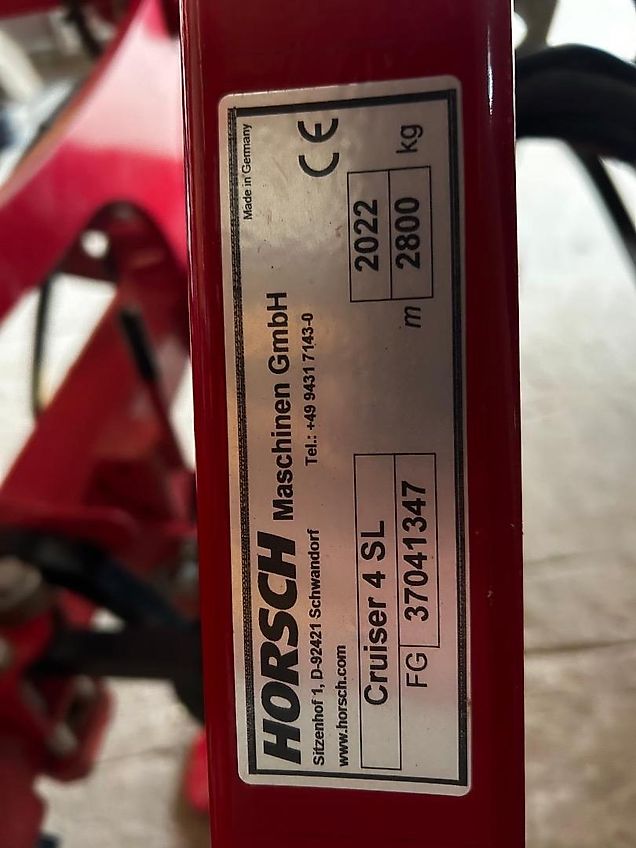 Made in Germany
HORSCH Maschinen GmbH
Sitzenhof 1, D-92421 Schwandorf Tel.: +49 9431 7143-0
www.horsch.com
CE
Cruiser 4 SL 2022
FG 37041347 m 2800 kg